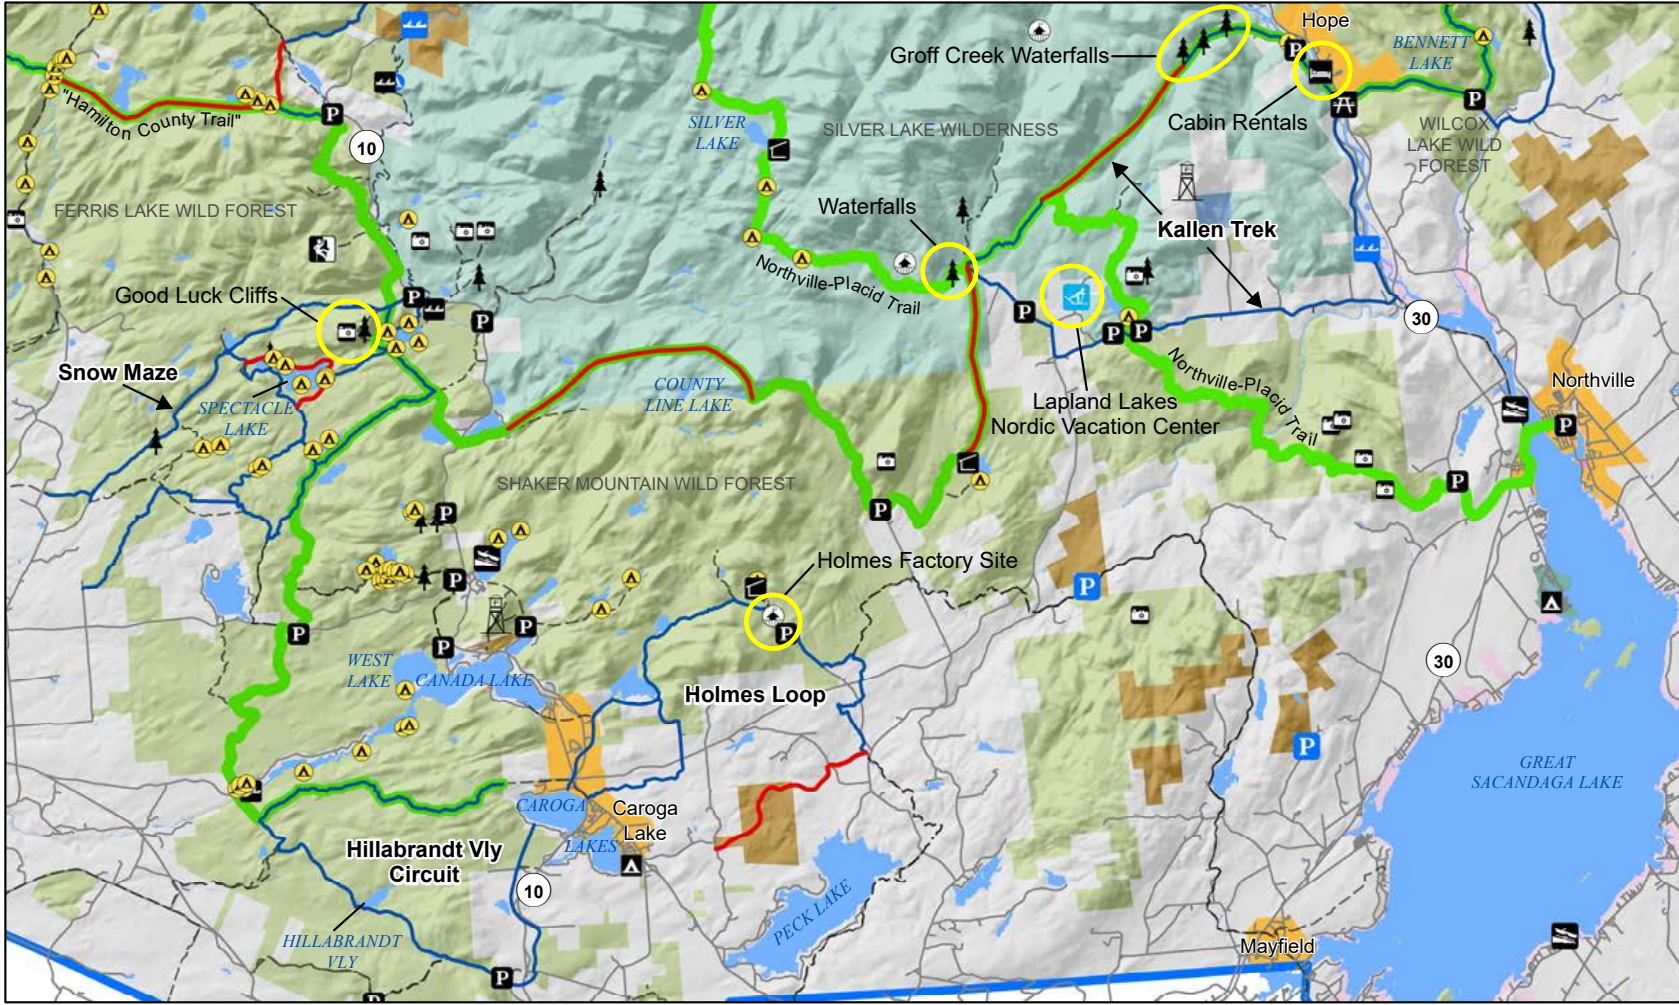 Hope
Groff Creek Waterfalls
BENNETT
LAKE
P
P
"Hamilton County Trail"
P
10
SILVER
LAKE
SILVER LAKE WILDERNESS
Cabin Rentals
WILCOX
LAKE WILD
FOREST
FERRIS LAKE WILD FOREST
Waterfalls
Kallen Trek
Northville-Placid Trail
Good Luck Cliffs
P
P
P
P
P
30
Snow Maze
SPECTACLE
LAKE
COUNTY
LINE LAKE
Northville-Placid Trail
Lapland Lakes
Nordic Vacation Center
Northville
P
SHAKER MOUNTAIN WILD FOREST
P
P
P
Holmes Factory Site
P
P
P
P
P
P
WEST
LAKE
CANADA LAKE
Holmes Loop
30
P
GREAT
SACANDAGA LAKE
CAROGA
LAKES
Caroga
Lake
Hillabrandt Vly
Circuit
10
PECK LAKE
HILLABRANDT
VLY
Mayfield
P
P